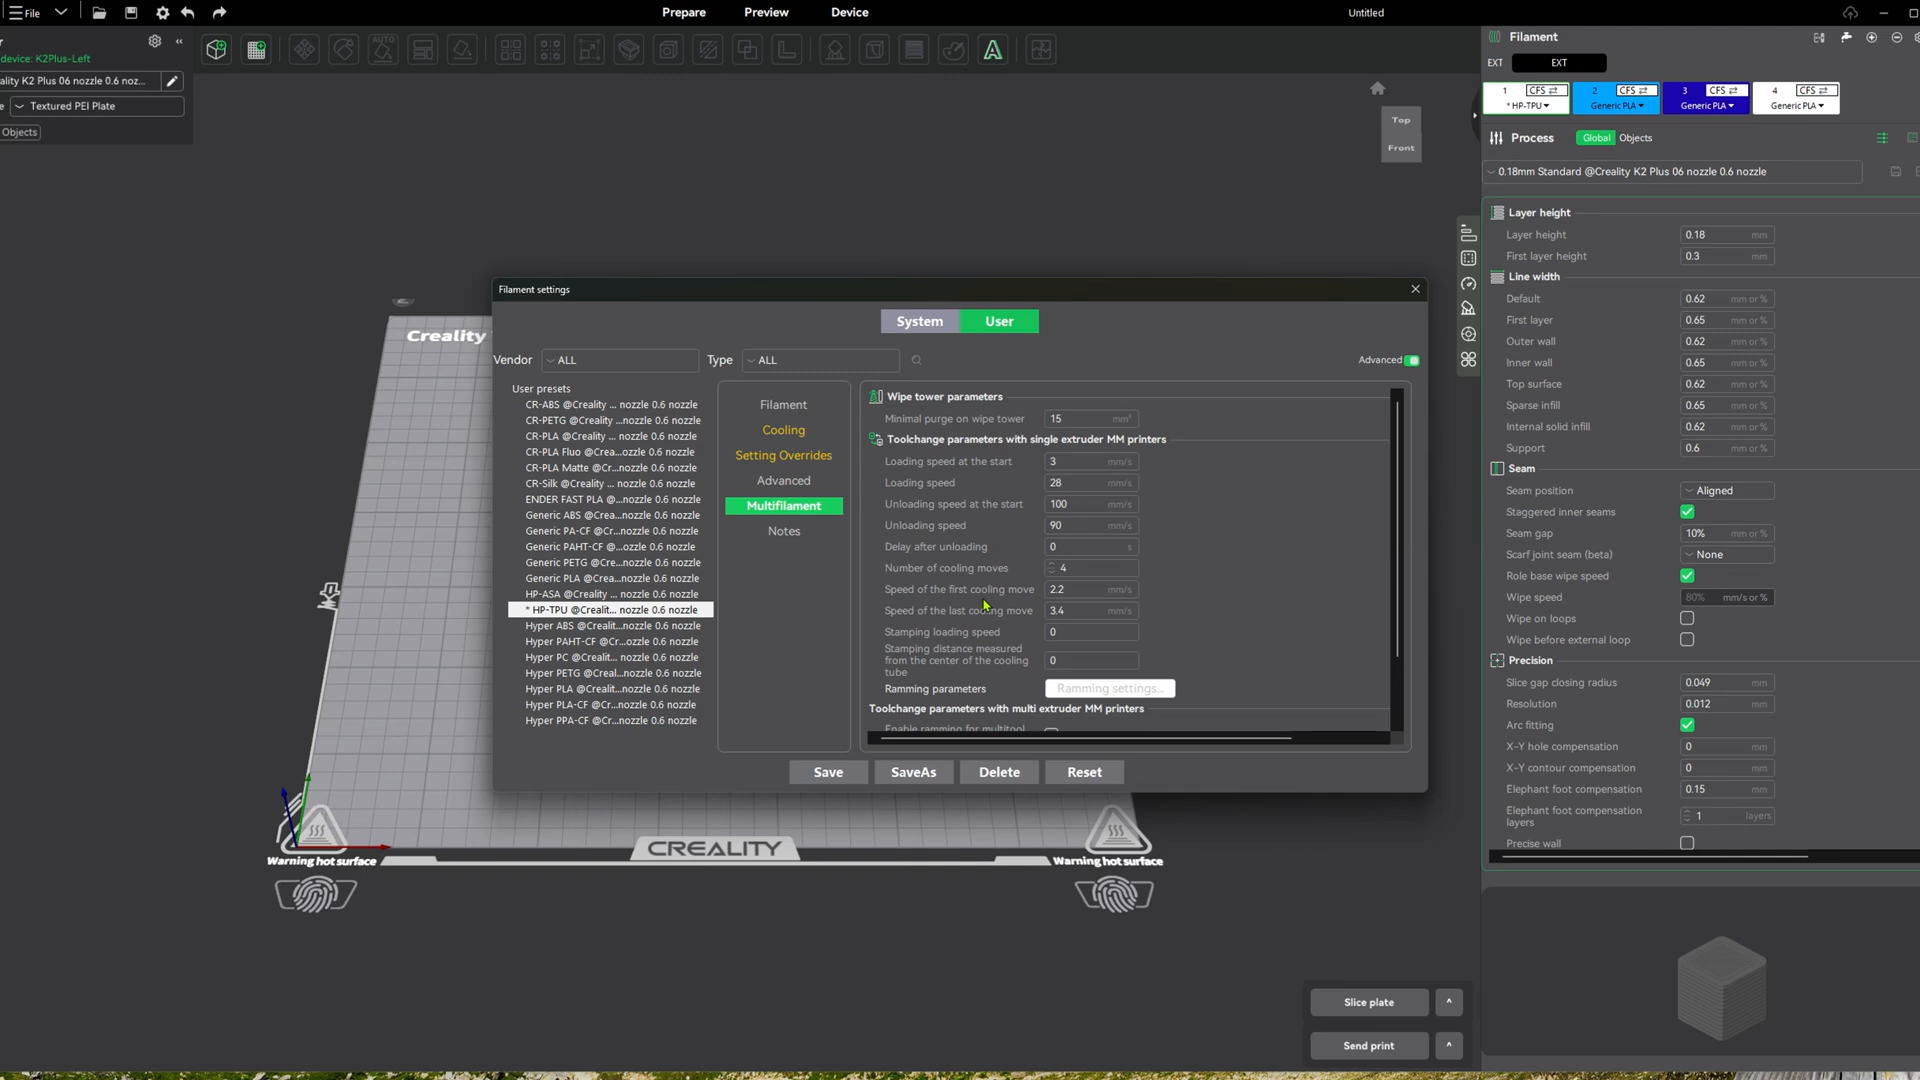 File
Prepare
Preview
Device
Untitled
r
device: K2Plus-Left
ality K2 Plus 06 nozzle 0.6 noz...
e
Textured PEI Plate
Objects
AUTO
Top
Front
Creality
Filament settings
System
User
Vendor
ALL
Type
ALL
Advanced
User presets
CR-ABS @Creality ... nozzle 0.6 nozzle
CR-PETG @Creality ... nozzle 0.6 nozzle
CR-PLA @Creality ... nozzle 0.6 nozzle
CR-PLA Fluo @Crea...ozzle 0.6 nozzle
CR-PLA Matte @Cr...nozzle 0.6 nozzle
CR-Silk @Creality ... nozzle 0.6 nozzle
ENDER FAST PLA @...nozzle 0.6 nozzle
Generic ABS @Crea...nozzle 0.6 nozzle
Generic PA-CF @Cr...nozzle 0.6 nozzle
Generic PAHT-CF @...ozzle 0.6 nozzle
Generic PETG @Cre...nozzle 0.6 nozzle
Generic PLA @Crea...nozzle 0.6 nozzle
HP-ASA @Creality ... nozzle 0.6 nozzle
* HP-TPU @Crealit... nozzle 0.6 nozzle
Hyper ABS @Crealit...nozzle 0.6 nozzle
Hyper PAHT-CF @Cr...ozzle 0.6 nozzle
Hyper PC @Crealit... nozzle 0.6 nozzle
Hyper PETG @Creal...nozzle 0.6 nozzle
Hyper PLA @Crealit...nozzle 0.6 nozzle
Hyper PLA-CF @Cr...nozzle 0.6 nozzle
Hyper PPA-CF @Cr...nozzle 0.6 nozzle
Filament
Cooling
Setting Overrides
Advanced
Multifilament
Notes
Wipe tower parameters
Minimal purge on wipe tower 15 mm³
Toolchange parameters with single extruder MM printers
Loading speed at the start 3 mm/s
Loading speed 28 mm/s
Unloading speed at the start 100 mm/s
Unloading speed 90 mm/s
Delay after unloading 0 s
Number of cooling moves 4
Speed of the first cooling move 2.2 mm/s
Speed of the last cooling move 3.4 mm/s
Stamping loading speed 0
Stamping distance measured
from the center of the cooling 0
tube
Ramming parameters Ramming settings...
Toolchange parameters with multi extruder MM printers
Enable ramming for multitool
Save
SaveAs
Delete
Reset
CREALITY
Warning hot surface
Warning hot surface
Slice plate
Send print
Filament
EXT
EXT
1 CFS
* HP-TPU
2 CFS
Generic PLA
3 CFS
Generic PLA
4 CFS
Generic PLA
Process
Global
Objects
0.18mm Standard @Creality K2 Plus 06 nozzle 0.6 nozzle
Layer height
Layer height 0.18 mm
First layer height 0.3 mm
Line width
Default 0.62 mm or %
First layer 0.65 mm or %
Outer wall 0.62 mm or %
Inner wall 0.65 mm or %
Top surface 0.62 mm or %
Sparse infill 0.65 mm or %
Internal solid infill 0.62 mm or %
Support 0.6 mm or %
Seam
Seam position Aligned
Staggered inner seams
Seam gap 10% mm or %
Scarf joint seam (beta) None
Role base wipe speed
Wipe speed 80% mm/s or %
Wipe on loops
Wipe before external loop
Precision
Slice gap closing radius 0.049 mm
Resolution 0.012 mm
Arc fitting
X-Y hole compensation 0 mm
X-Y contour compensation 0 mm
Elephant foot compensation 0.15 mm
Elephant foot compensation
layers 1 layers
Precise wall